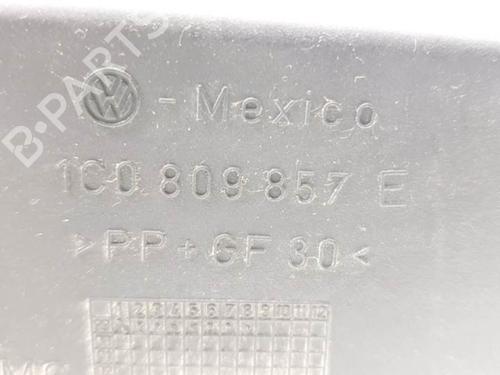 B-PARTS
VW - Mexico
1C0 809 857 E
>PP+GF 30<
1 2 3 4 5 6 7 8 9 10 11 12